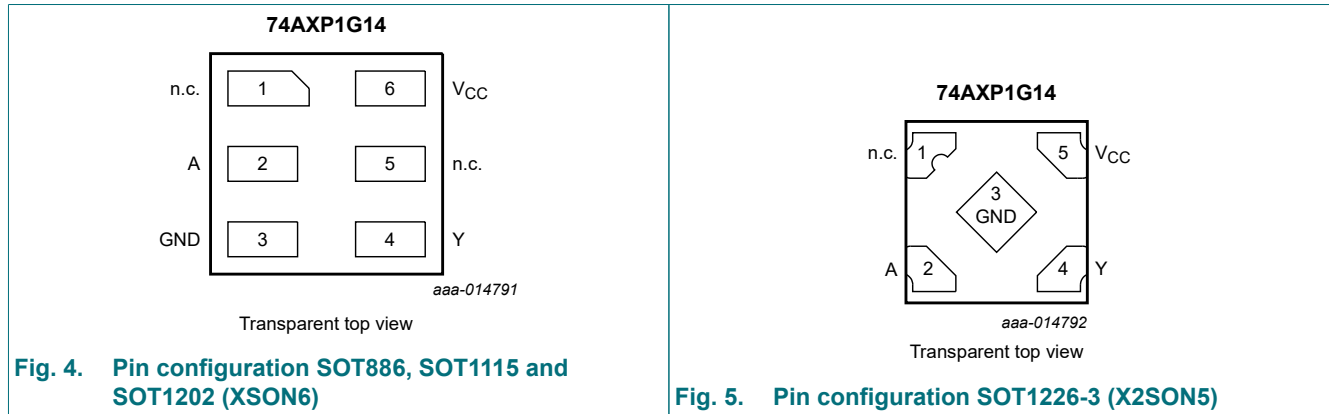 74AXP1G14
n.c. 1 6 VCC
A 2 5 n.c.
GND 3 4 Y
aaa-014791
Transparent top view
Fig. 4. Pin configuration SOT886, SOT1115 and
SOT1202 (XSON6)
74AXP1G14
n.c. 1 5 VCC
3
GND
A 2 4 Y
aaa-014792
Transparent top view
Fig. 5. Pin configuration SOT1226-3 (X2SON5)